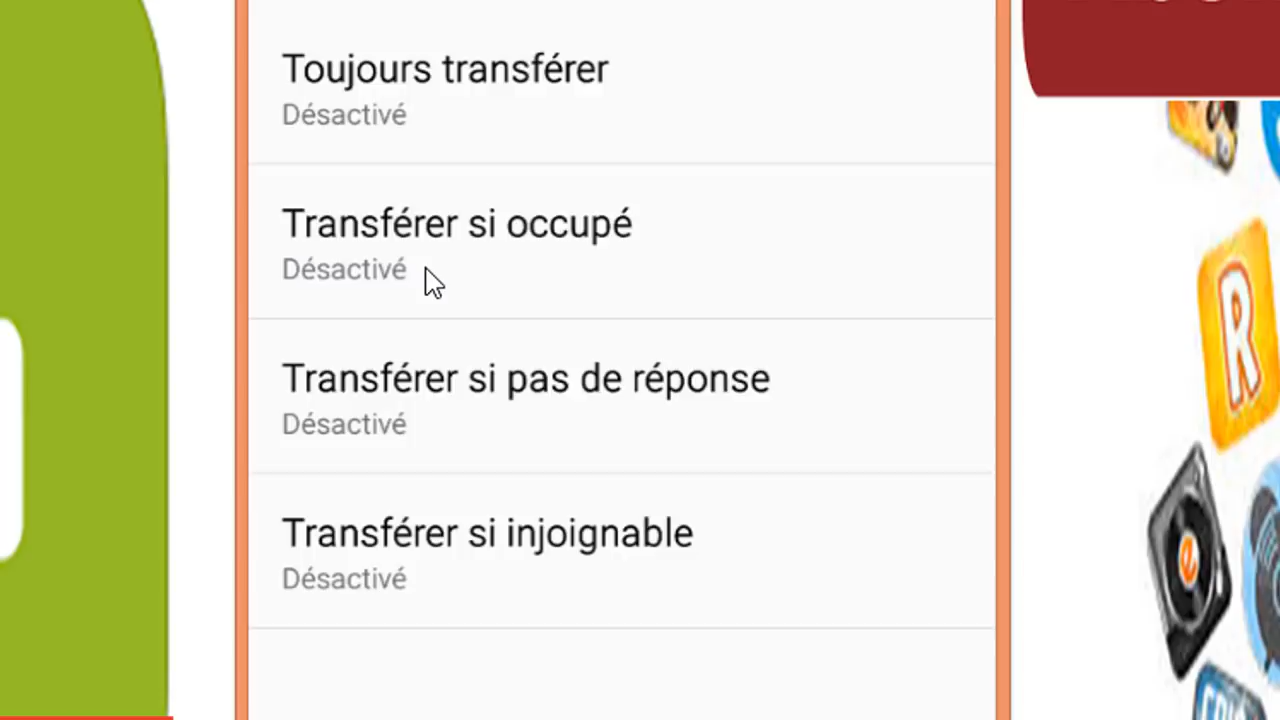 Toujours transférer
Désactivé
Transférer si occupé
Désactivé
Transférer si pas de réponse
Désactivé
Transférer si injoignable
Désactivé
R
e